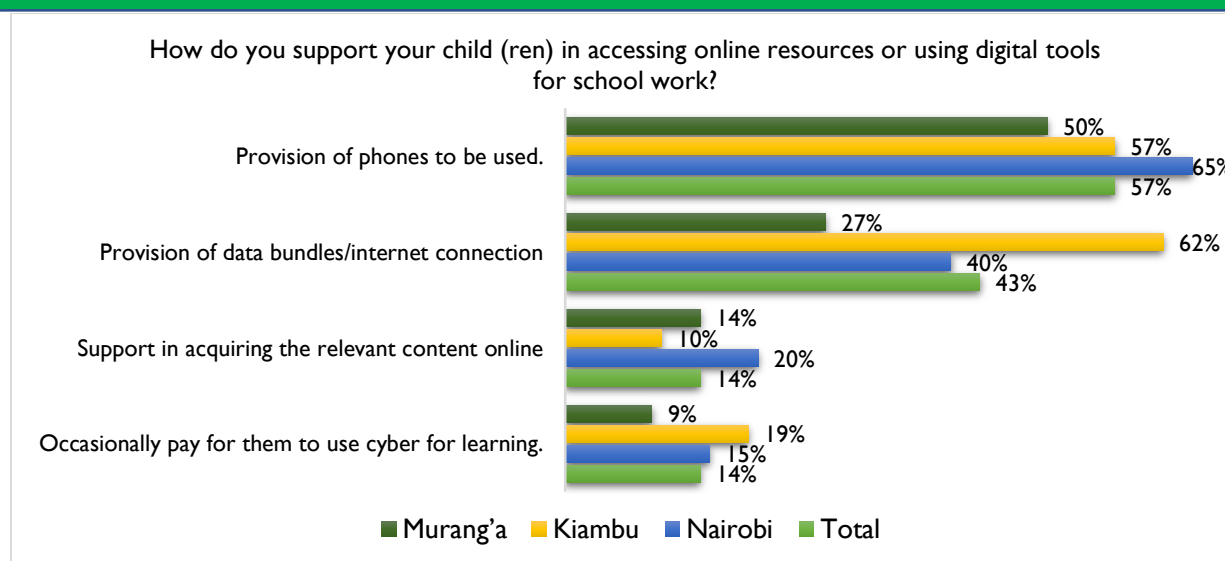 How do you support your child (ren) in accessing online resources or using digital tools
for school work?
Provision of phones to be used.
50%
57%
65%
57%
Provision of data bundles/internet connection
27%
62%
40%
43%
Support in acquiring the relevant content online
14%
10%
20%
14%
Occasionally pay for them to use cyber for learning.
9%
19%
15%
14%
Murang’a Kiambu Nairobi Total